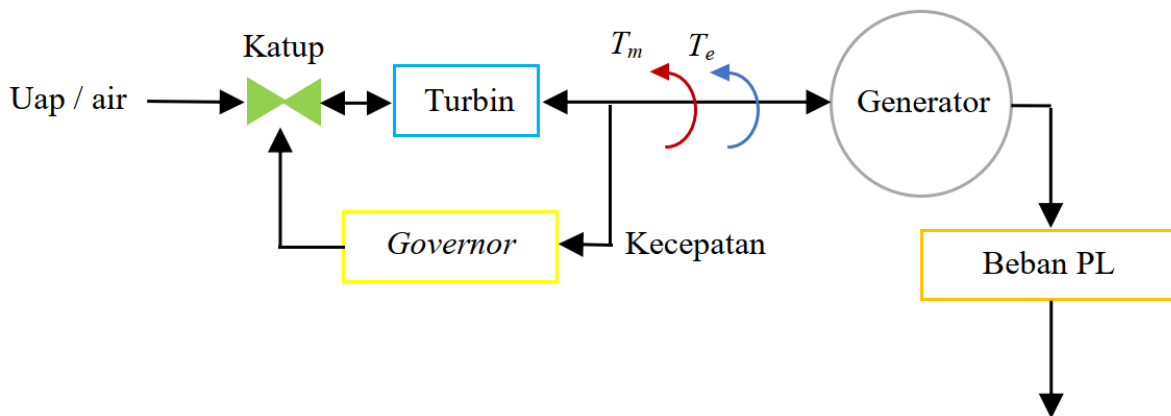 Katup
Uap / air
Turbin
Tm
Te
Generator
Governor
Kecepatan
Beban PL